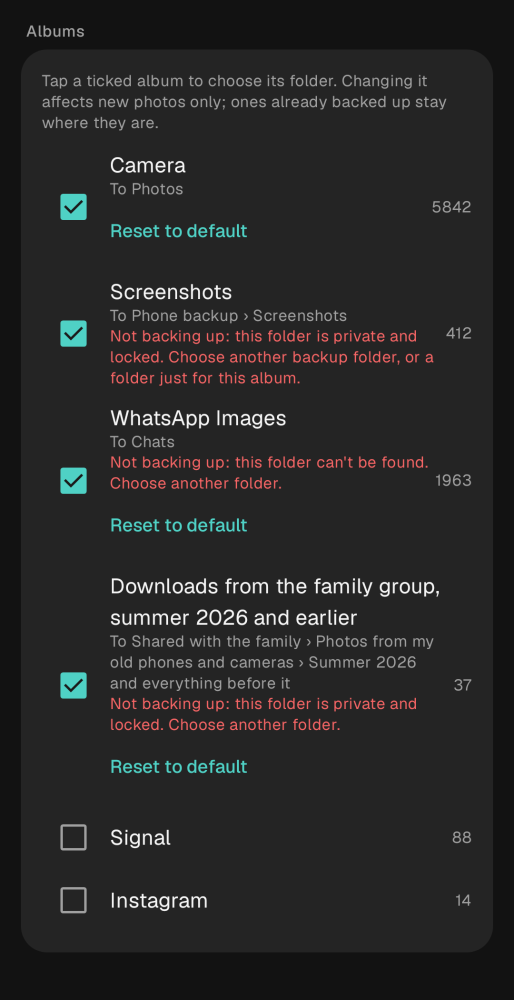 Albums
Tap a ticked album to choose its folder. Changing it
affects new photos only; ones already backed up stay
where they are.
Camera
To Photos
5842
Reset to default
Screenshots
To Phone backup › Screenshots
Not backing up: this folder is private and
412
locked. Choose another backup folder, or a
folder just for this album.
WhatsApp Images
To Chats
Not backing up: this folder can't be found.
Choose another folder.
1963
Reset to default
Downloads from the family group,
summer 2026 and earlier
To Shared with the family › Photos from my
old phones and cameras › Summer 2026
and everything before it
37
Not backing up: this folder is private and
locked. Choose another folder.
Reset to default
Signal
88
Instagram
14